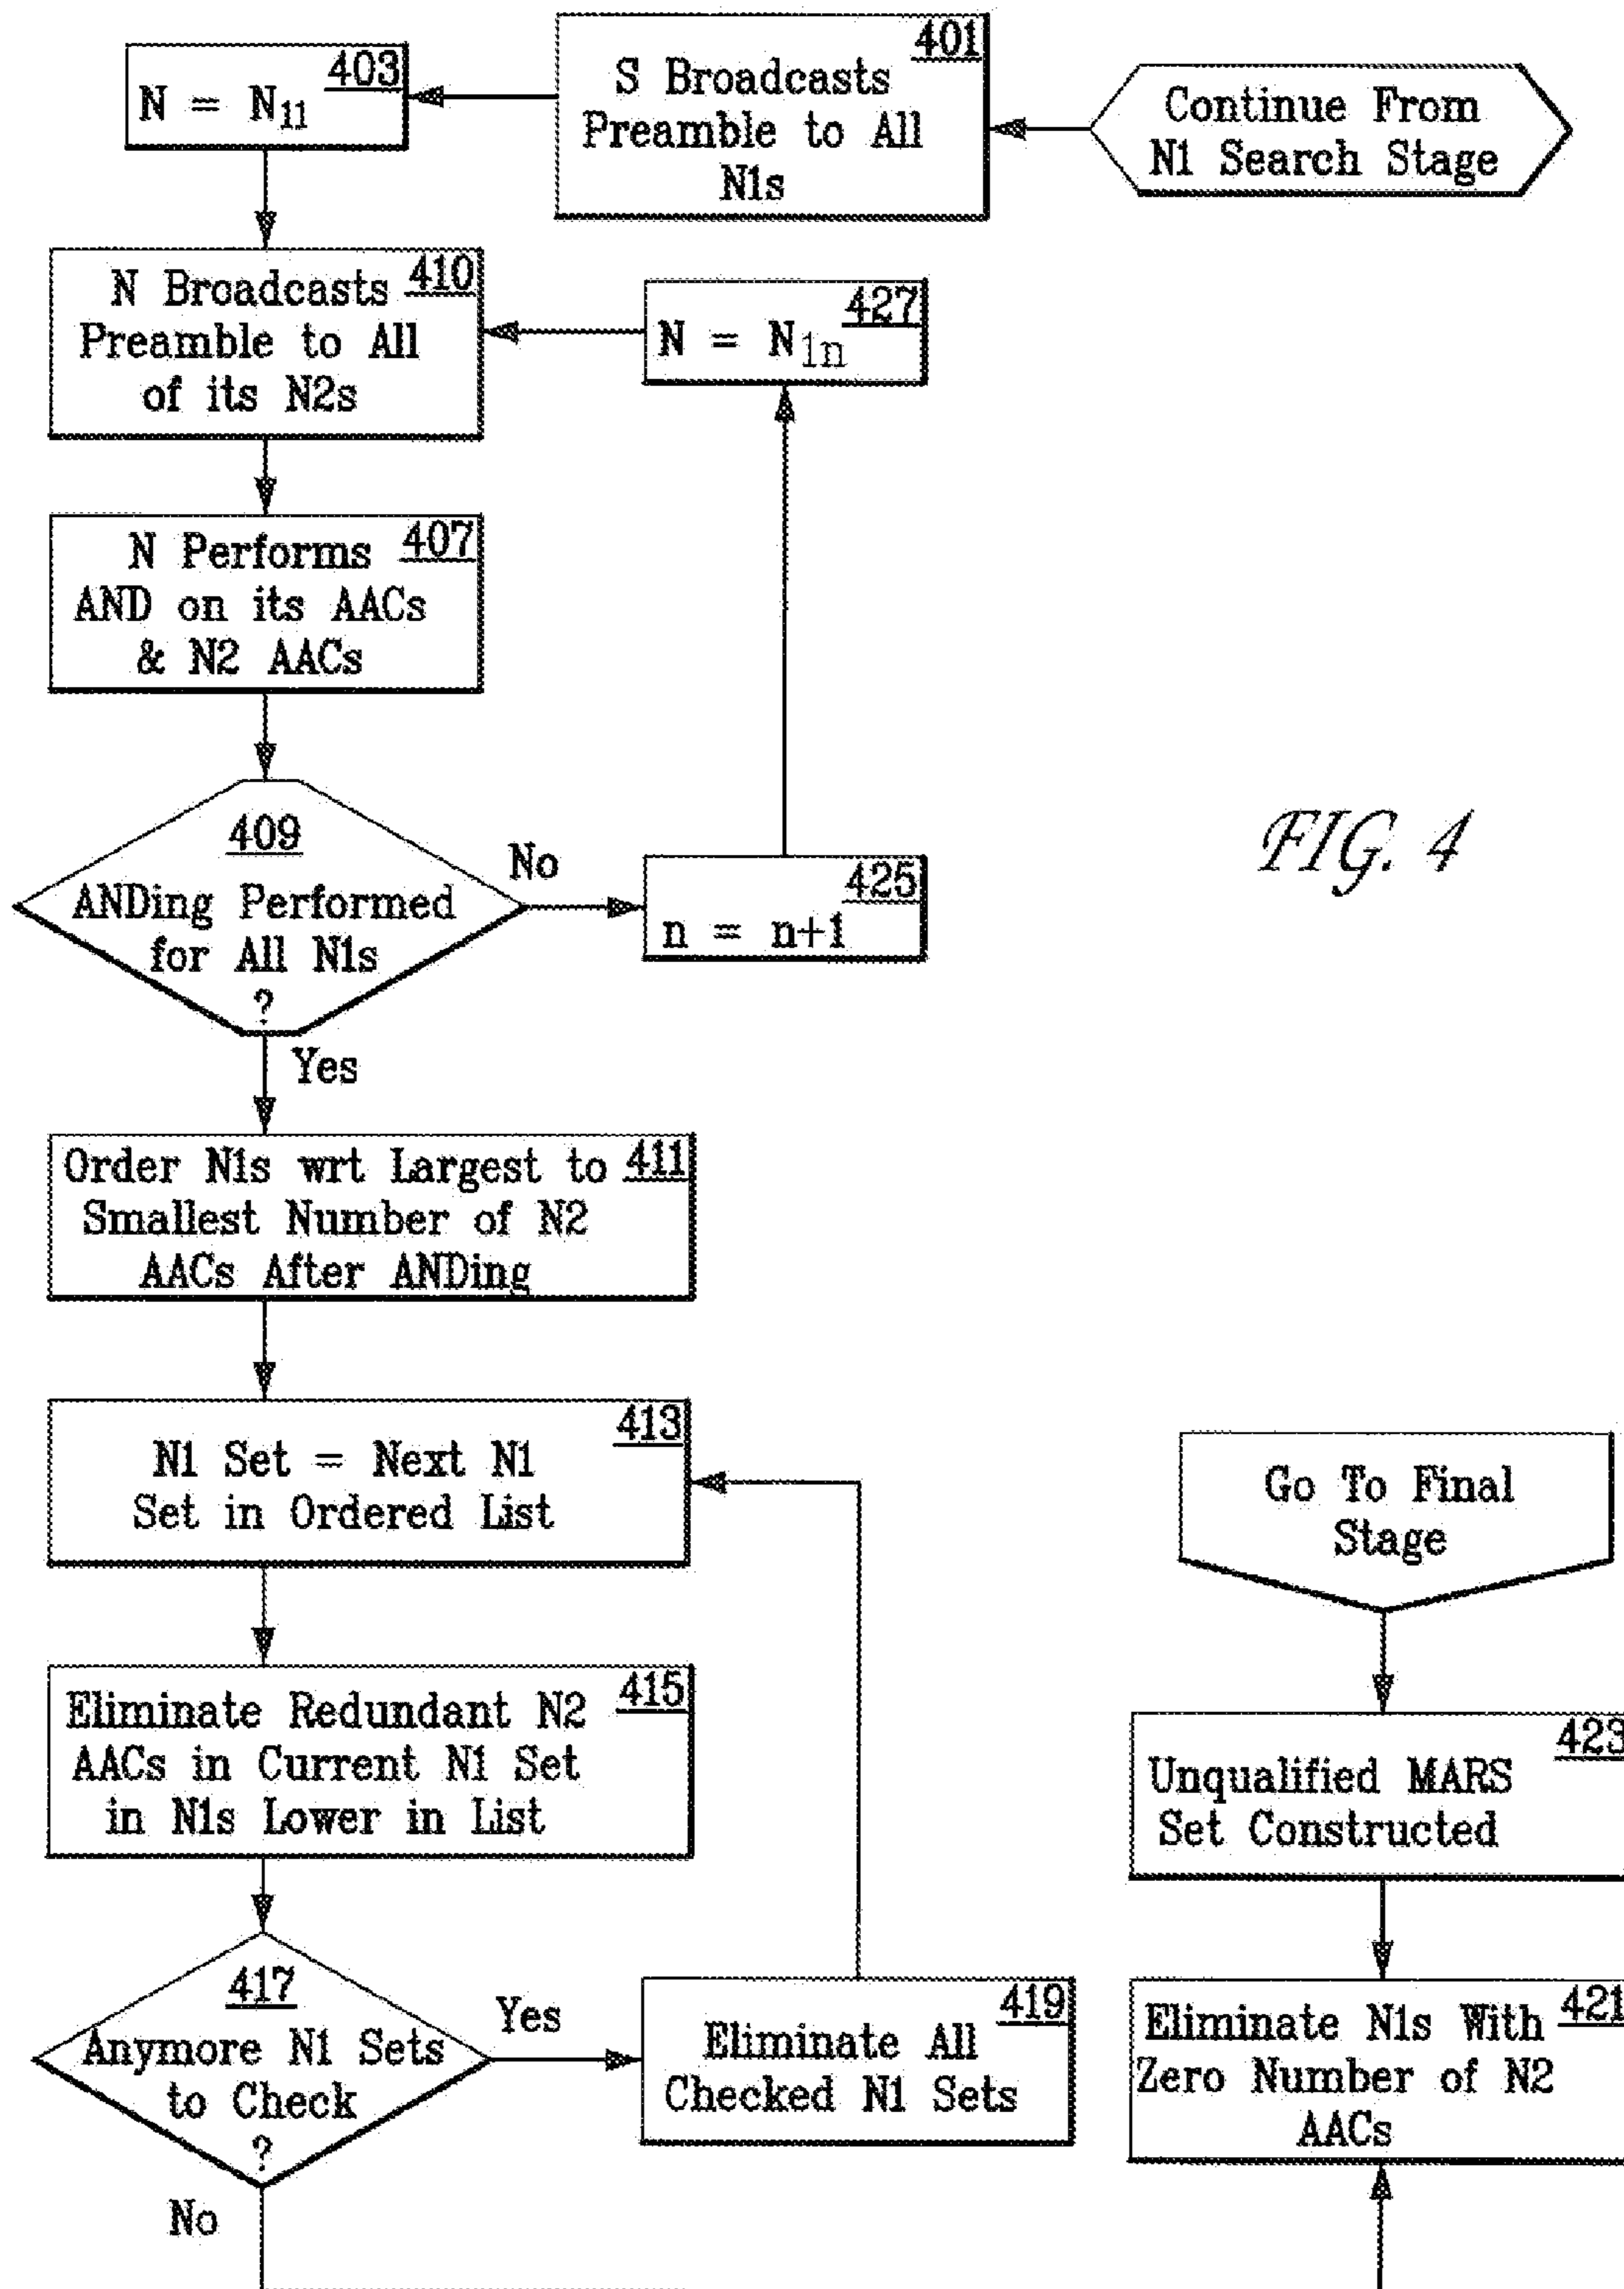 Continue From
N1 Search Stage
401
S Broadcasts
Preamble to All
N1s
403
N = N11
410
N Broadcasts
Preamble to All
of its N2s
427
N = N1n
407
N Performs
AND on its AACs
& N2 AACs
409
ANDing Performed
for All N1s
?
No
425
n = n+1
FIG. 4
Yes
411
Order N1s wrt Largest to
Smallest Number of N2
AACs After ANDing
413
N1 Set = Next N1
Set in Ordered List
415
Eliminate Redundant N2
AACs in Current N1 Set
in N1s Lower in List
417
Anymore N1 Sets
to Check
?
Yes
419
Eliminate All
Checked N1 Sets
No
Go To Final
Stage
423
Unqualified MARS
Set Constructed
421
Eliminate N1s With
Zero Number of N2
AACs